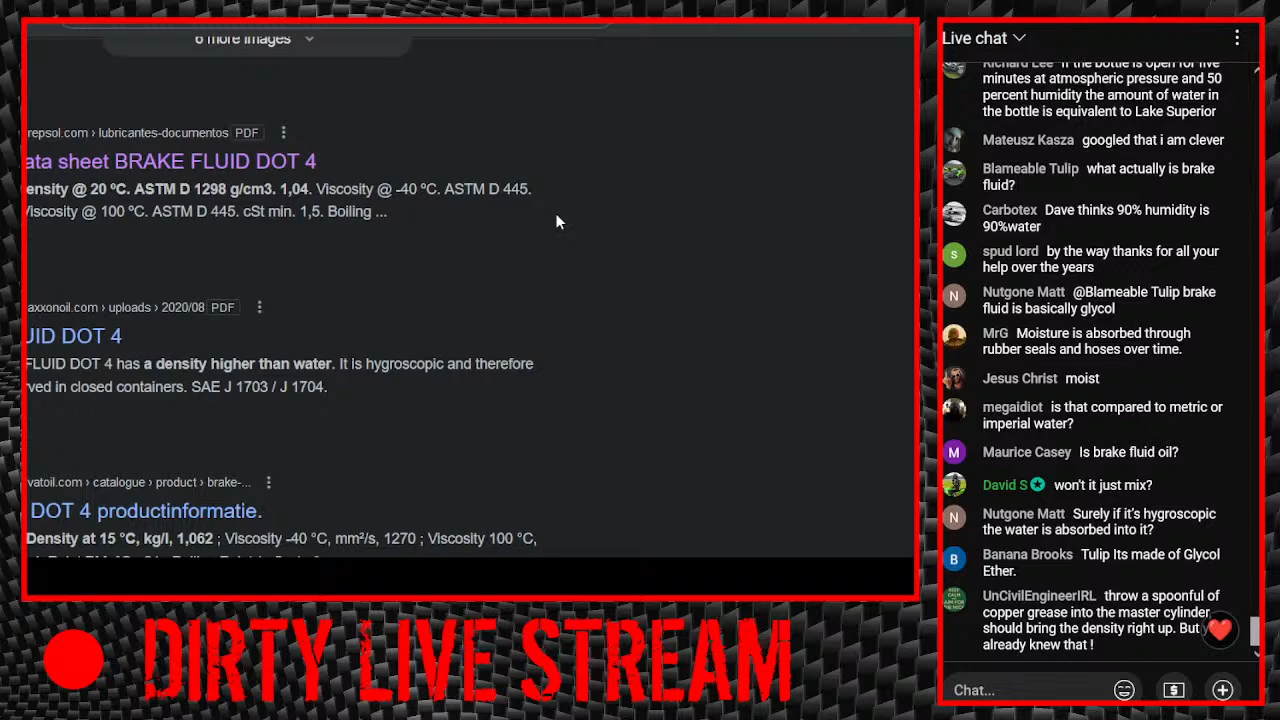 6 more images
repsol.com › lubricantes-documentos PDF
ata sheet BRAKE FLUID DOT 4
ensity @ 20 ºC. ASTM D 1298 g/cm3. 1,04. Viscosity @ -40 ºC. ASTM D 445.
Viscosity @ 100 ºC. ASTM D 445. cSt min. 1,5. Boiling ...
axxonoil.com › uploads › 2020/08 PDF
UID DOT 4
FLUID DOT 4 has a density higher than water. It is hygroscopic and therefore
rved in closed containers. SAE J 1703 / J 1704.
vatoil.com › catalogue › product › brake-...
DOT 4 productinformatie.
Density at 15 °C, kg/l, 1,062 ; Viscosity -40 °C, mm²/s, 1270 ; Viscosity 100 °C,
DIRTY LIVE STREAM
Live chat
Richard Lee if the bottle is open for five
minutes at atmospheric pressure and 50
percent humidity the amount of water in
the bottle is equivalent to Lake Superior
Mateusz Kasza googled that i am clever
Blameable Tulip what actually is brake
fluid?
Carbotex Dave thinks 90% humidity is
90%water
spud lord by the way thanks for all your
help over the years
Nutgone Matt @Blameable Tulip brake
fluid is basically glycol
MrG Moisture is absorbed through
rubber seals and hoses over time.
Jesus Christ moist
megaidiot is that compared to metric or
imperial water?
Maurice Casey Is brake fluid oil?
David S won't it just mix?
Nutgone Matt Surely if it's hygroscopic
the water is absorbed into it?
Banana Brooks Tulip Its made of Glycol
Ether.
UnCivilEngineerIRL throw a spoonful of
copper grease into the master cylinder
should bring the density right up. But
already knew that !
Chat...